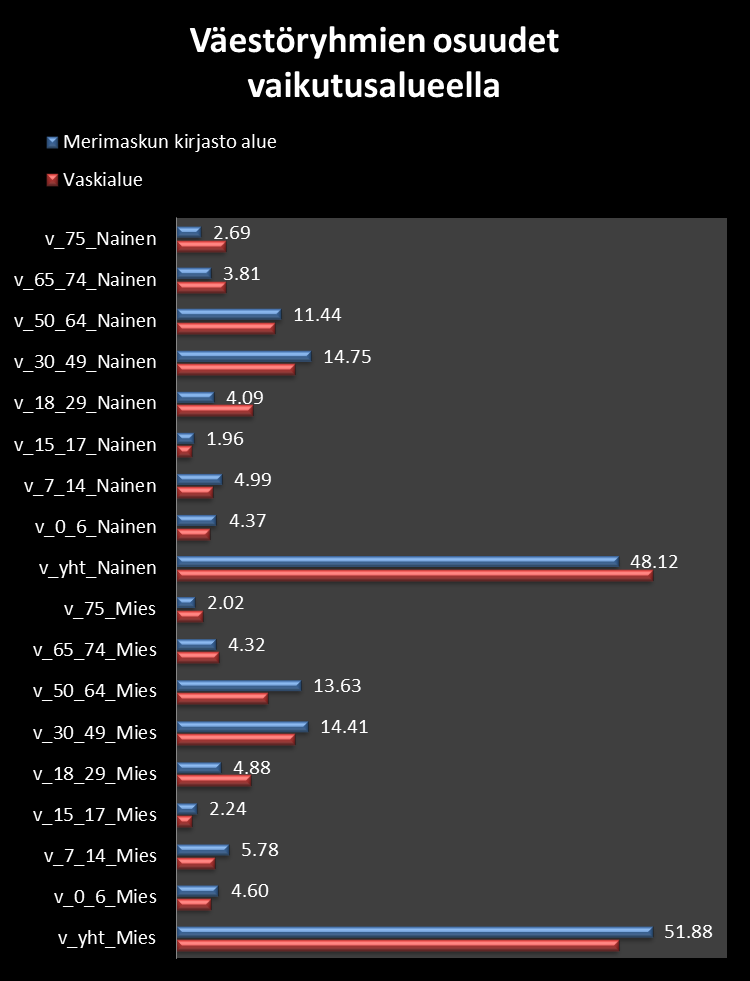 Väestöryhmien osuudet
vaikutusalueella
Merimaskun kirjasto alue
Vaskialue
v_75_Nainen 2.69
v_65_74_Nainen 3.81
v_50_64_Nainen 11.44
v_30_49_Nainen 14.75
v_18_29_Nainen 4.09
v_15_17_Nainen 1.96
v_7_14_Nainen 4.99
v_0_6_Nainen 4.37
v_yht_Nainen 48.12
v_75_Mies 2.02
v_65_74_Mies 4.32
v_50_64_Mies 13.63
v_30_49_Mies 14.41
v_18_29_Mies 4.88
v_15_17_Mies 2.24
v_7_14_Mies 5.78
v_0_6_Mies 4.60
v_yht_Mies 51.88